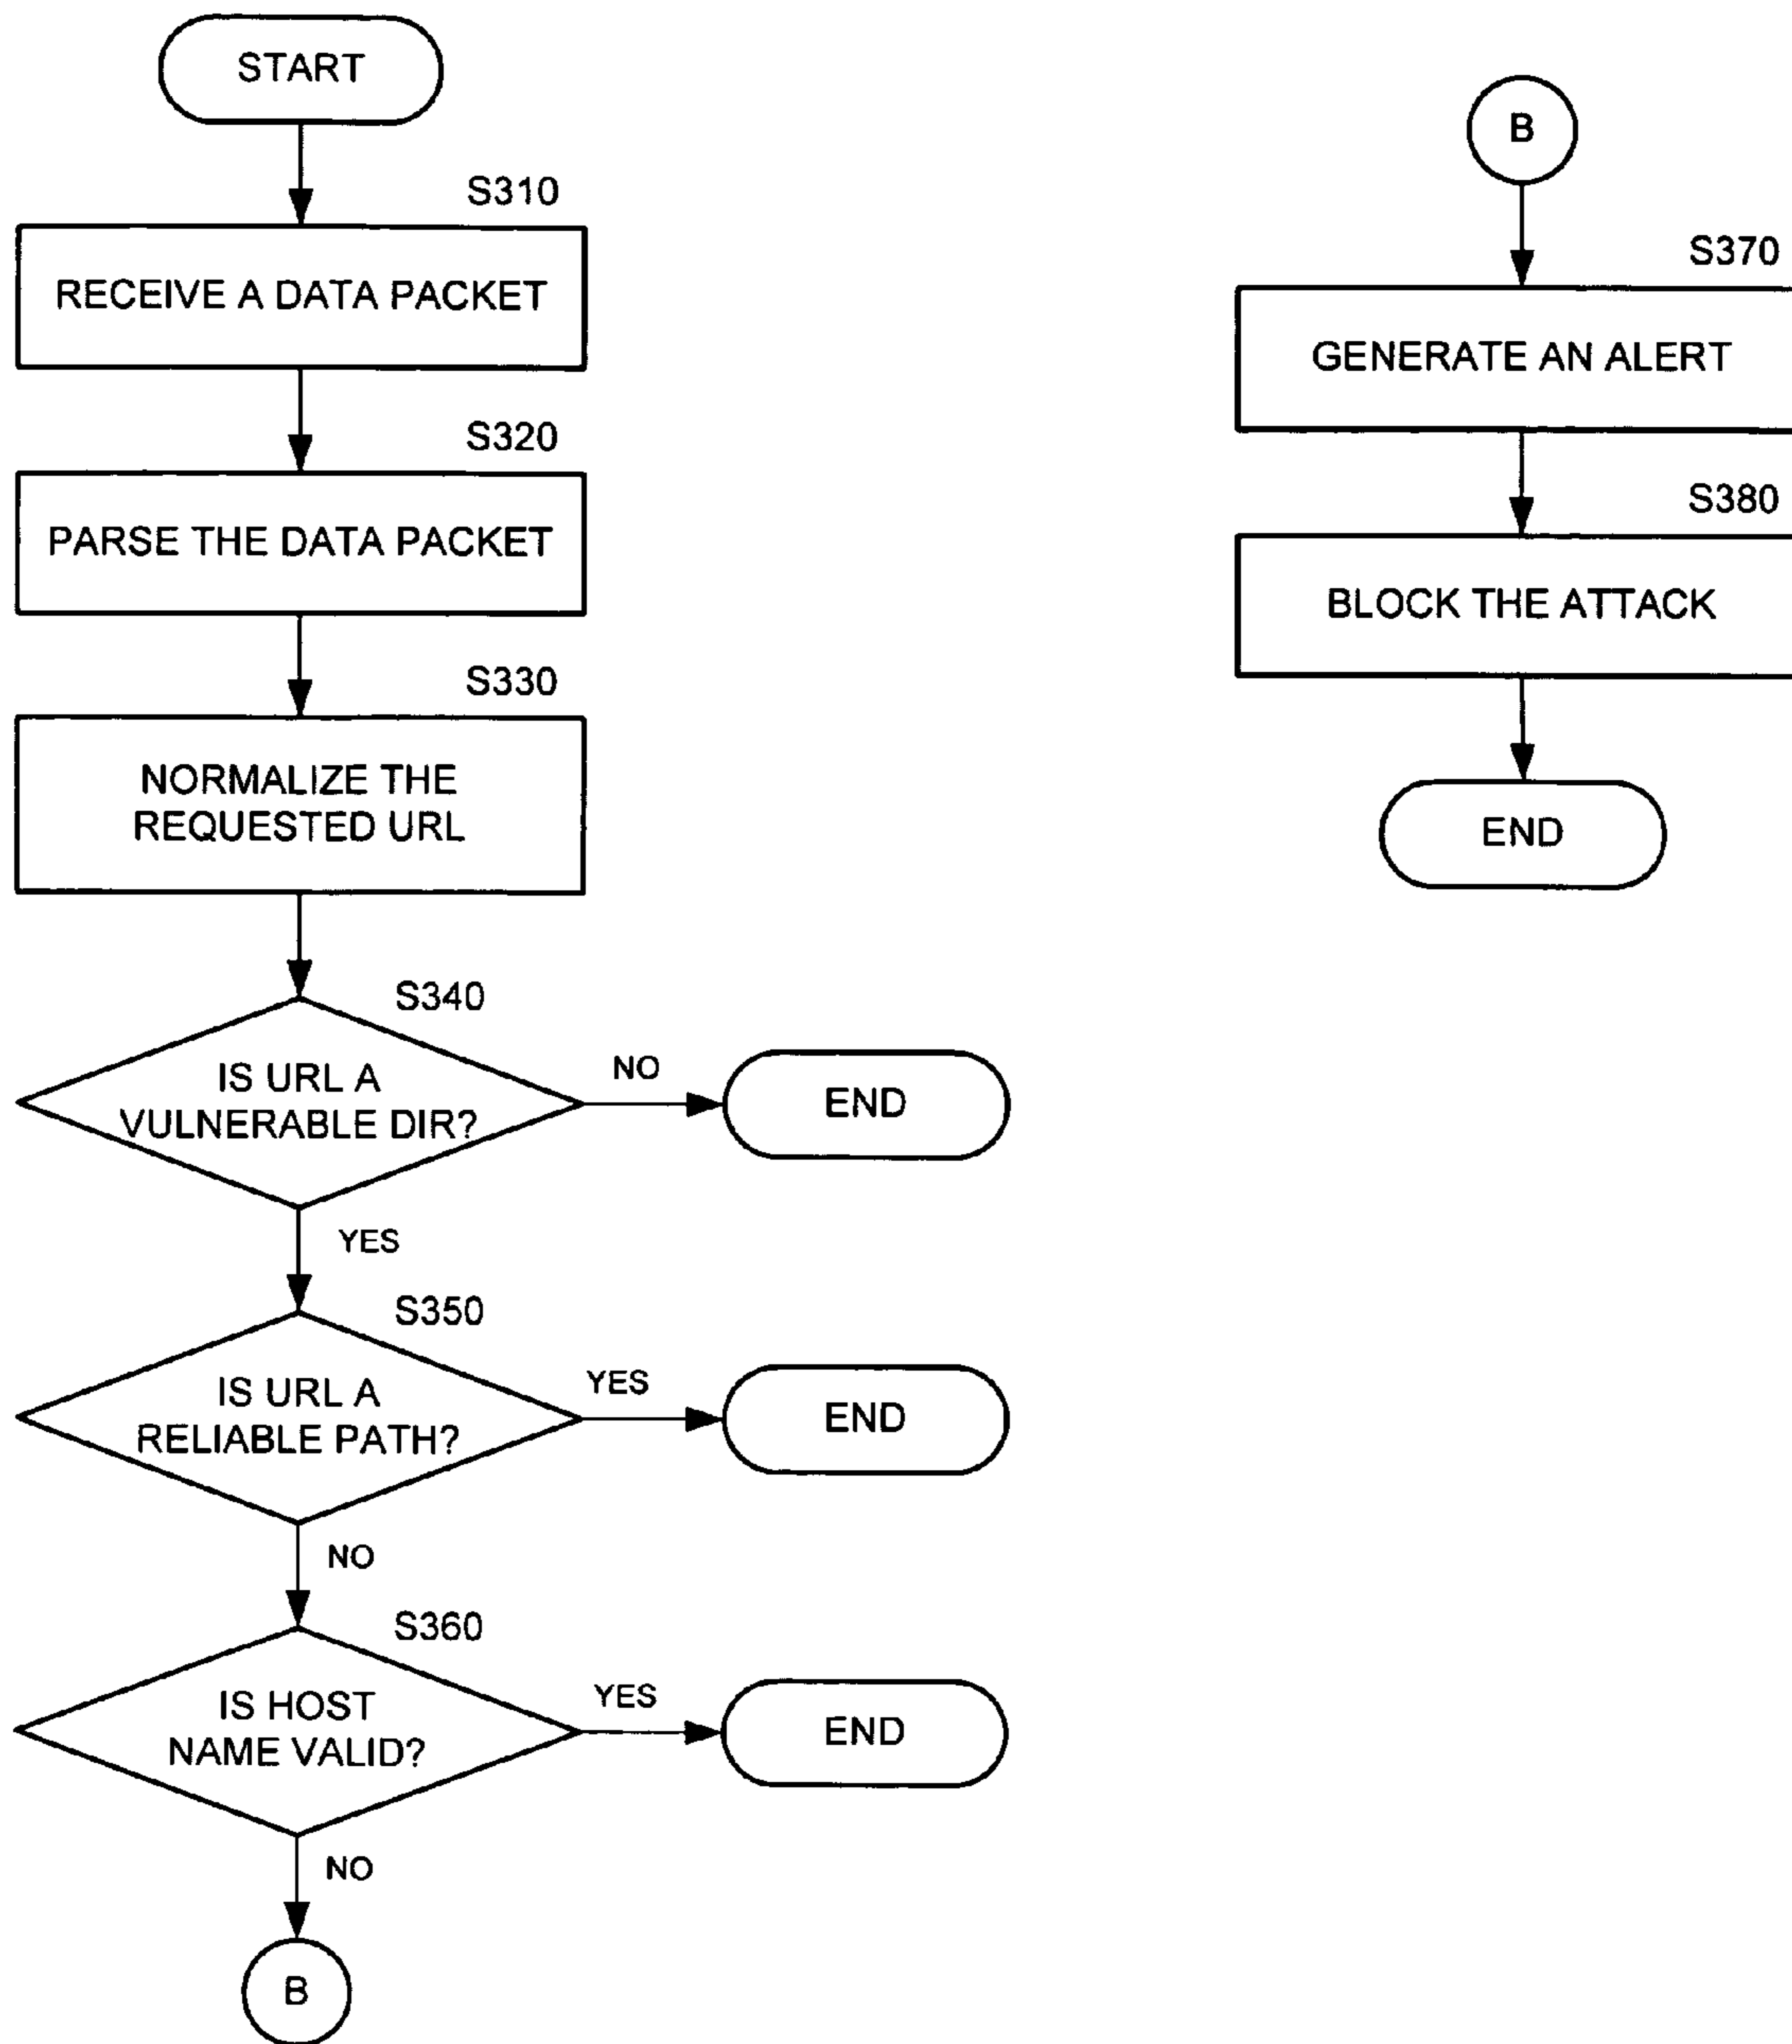 START
S310
RECEIVE A DATA PACKET
S320
PARSE THE DATA PACKET
S330
NORMALIZE THE
REQUESTED URL
S340
IS URL A
VULNERABLE DIR?
NO
END
YES
S350
IS URL A
RELIABLE PATH?
YES
END
NO
S360
IS HOST
NAME VALID?
YES
END
NO
B
B
S370
GENERATE AN ALERT
S380
BLOCK THE ATTACK
END